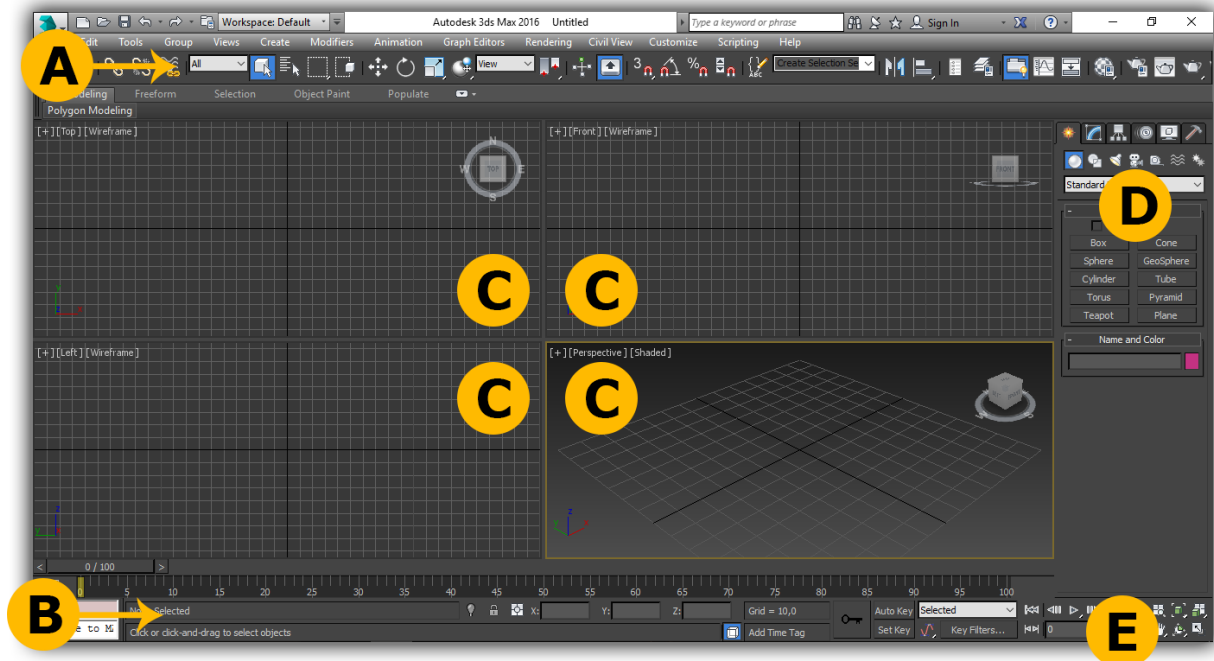 Workspace: Default
Autodesk 3ds Max 2016 Untitled
Type a keyword or phrase
Sign In
Edit Tools Group Views Create Modifiers Animation Graph Editors Rendering Civil View Customize Scripting Help
A
All
View
3
%
ABC
Create Selection Se
Freeform Selection Object Paint Populate
Polygon Modeling
[+][Top][Wireframe]
N
W TOP E
S
C
y
z x
[+][Front][Wireframe]
FRONT
C
[+][Left][Wireframe]
C
z
y x
[+][Perspective][Shaded]
C
z
y x
Standard
D
Box Cone
Sphere GeoSphere
Cylinder Tube
Torus Pyramid
Teapot Plane
- Name and Color
< 0 / 100 >
0 5 10 15 20 25 30 35 40 45 50 55 60 65 70 75 80 85 90 95 100
B
Selected
X: Y: Z:
Grid = 10,0
Auto Key Selected
to M
Click or click-and-drag to select objects
Add Time Tag
Set Key Key Filters...
0
E